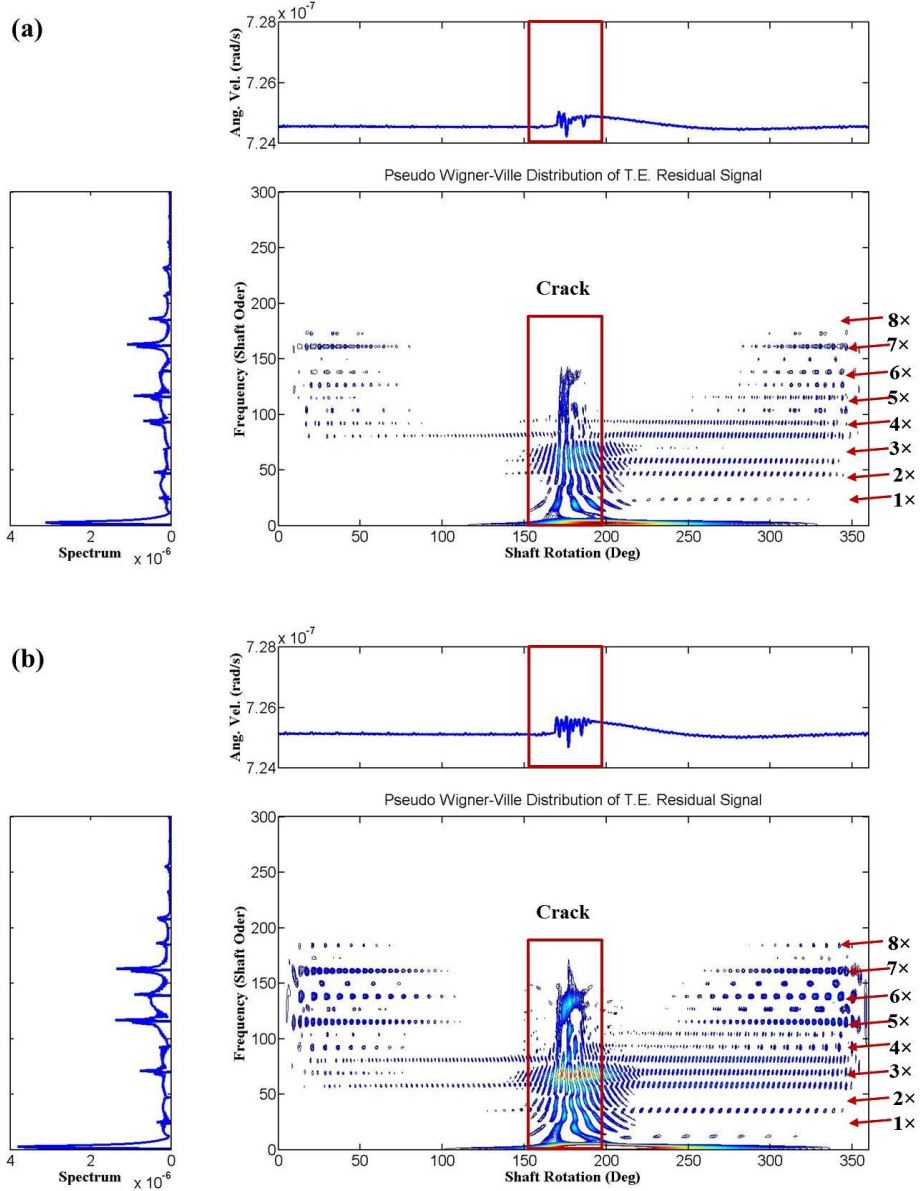 (a)
× 10^-7
7.28
7.26
7.24
Ang. Vel. (rad/s)
Pseudo Wigner-Ville Distribution of T.E. Residual Signal
300
250
200
150
100
50
0
Frequency (Shaft Oder)
Crack
8×
7×
6×
5×
4×
3×
2×
1×
4 2 0
Spectrum
x 10^-6
0 50 100 150 200 250 300 350
Shaft Rotation (Deg)
(b)
× 10^-7
7.28
7.26
7.24
Ang. Vel. (rad/s)
Pseudo Wigner-Ville Distribution of T.E. Residual Signal
300
250
200
150
100
50
0
Frequency (Shaft Oder)
Crack
8×
7×
6×
5×
4×
3×
2×
1×
4 2 0
Spectrum
x 10^-6
0 50 100 150 200 250 300 350
Shaft Rotation (Deg)